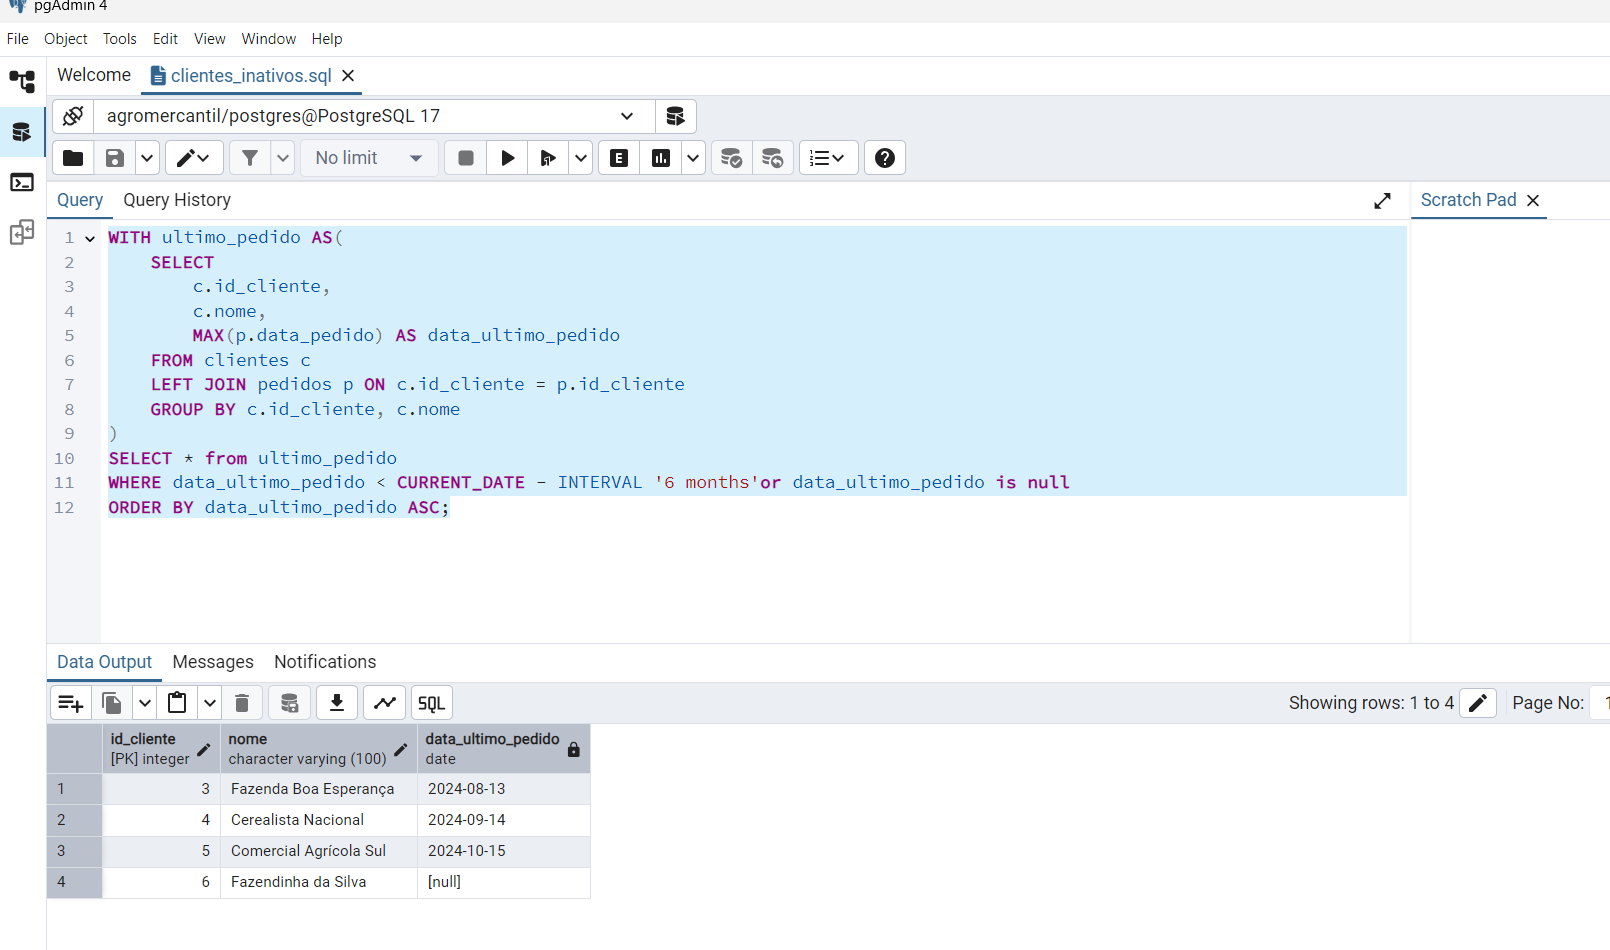 pgAdmin 4
File Object Tools Edit View Window Help
Welcome clientes_inativos.sql
agromercantil/postgres@PostgreSQL 17
No limit
E
Query Query History Scratch Pad
1 WITH ultimo_pedido AS(
2 SELECT
3 c.id_cliente,
4 c.nome,
5 MAX(p.data_pedido) AS data_ultimo_pedido
6 FROM clientes c
7 LEFT JOIN pedidos p ON c.id_cliente = p.id_cliente
8 GROUP BY c.id_cliente, c.nome
9 )
10 SELECT * from ultimo_pedido
11 WHERE data_ultimo_pedido < CURRENT_DATE - INTERVAL '6 months'or data_ultimo_pedido is null
12 ORDER BY data_ultimo_pedido ASC;
Data Output Messages Notifications
SQL Showing rows: 1 to 4 Page No: 1
id_cliente nome data_ultimo_pedido
[PK] integer character varying (100) date
1 3 Fazenda Boa Esperança 2024-08-13
2 4 Cerealista Nacional 2024-09-14
3 5 Comercial Agrícola Sul 2024-10-15
4 6 Fazendinha da Silva [null]